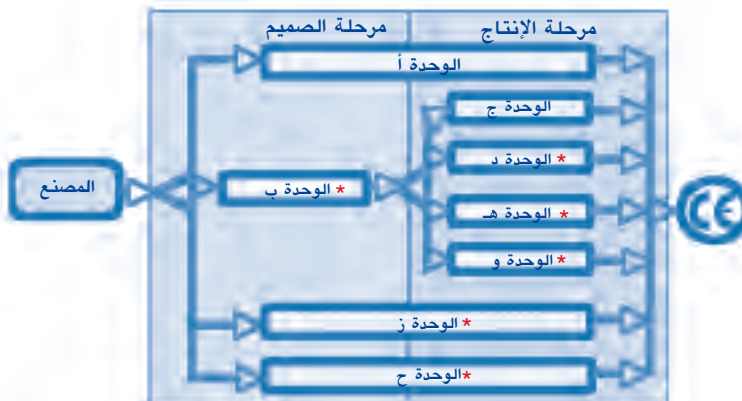 مرحلة الإنتاج
مرحلة الصميم
الوحدة أ
الوحدة ج
* الوحدة د
المصنع
* الوحدة ب
* الوحدة هـ
* الوحدة و
* الوحدة ز
*الوحدة ح
CE